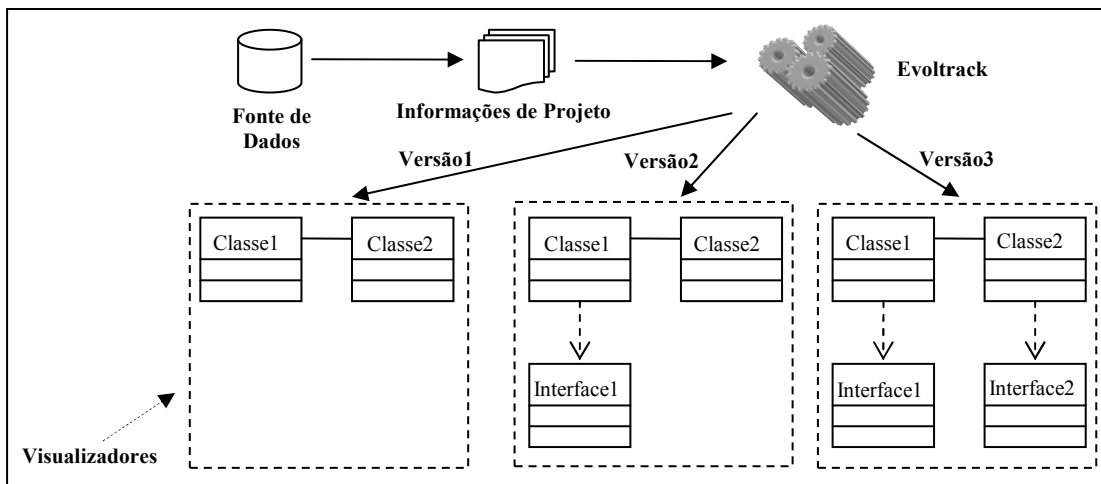 Evoltrack
Fonte de
Dados
Informações de Projeto
Versão1
Versão2
Versão3
Classe1
Classe2
Classe1
Classe2
Classe1
Classe2
Interface1
Interface1
Interface2
Visualizadores